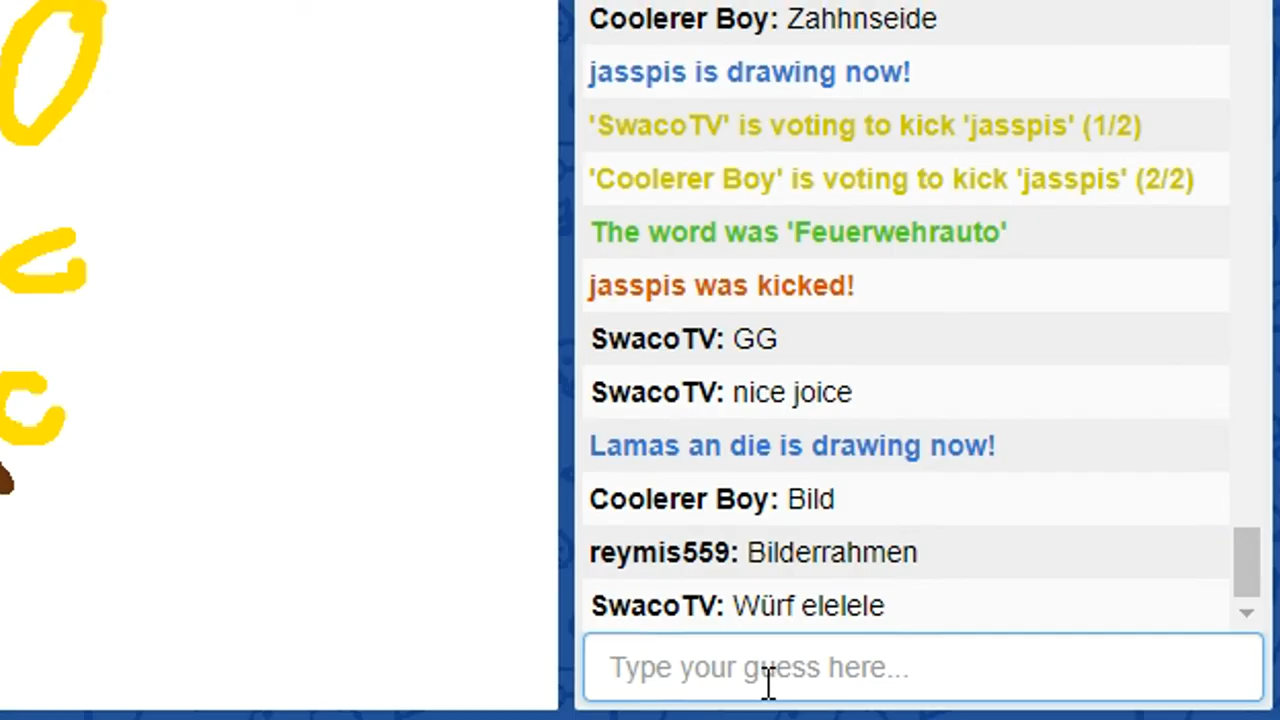 Coolerer Boy: Zahhnseide
jasspis is drawing now!
'SwacoTV' is voting to kick 'jasspis' (1/2)
'Coolerer Boy' is voting to kick 'jasspis' (2/2)
The word was 'Feuerwehrauto'
jasspis was kicked!
SwacoTV: GG
SwacoTV: nice joice
Lamas an die is drawing now!
Coolerer Boy: Bild
reymis559: Bilderrahmen
SwacoTV: Würf elelele
Type your guess here...